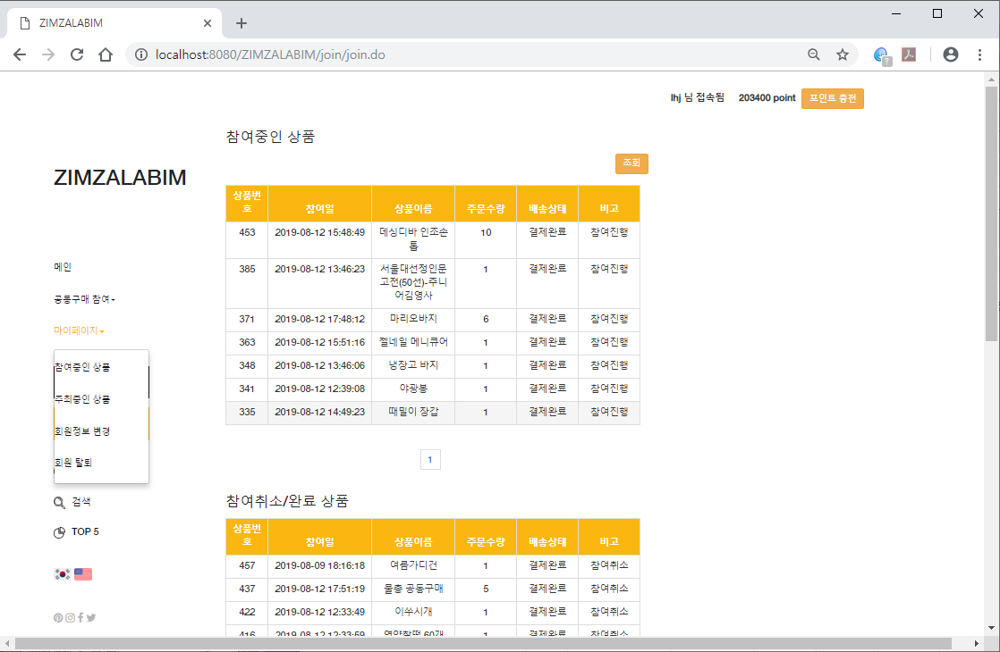 ZIMZALABIM
localhost:8080/ZIMZALABIM/join/join.do
lhj 님 접속됨 203400 point 포인트 충전
참여중인 상품
조회
ZIMZALABIM
메인
공동구매 참여
마이페이지
참여중인 상품
주최중인 상품
회원정보 변경
회원 탈퇴
검색
TOP 5
상품번호 참여일 상품이름 주문수량 배송상태 비고
453 2019-08-12 15:48:49 데싱디바 인조손톱 10 결제완료 참여진행
385 2019-08-12 13:46:23 서울대선정인문고전(50선)-주니어김영사 1 결제완료 참여진행
371 2019-08-12 17:48:12 마리오바지 6 결제완료 참여진행
363 2019-08-12 15:51:16 젤네일 메니큐어 1 결제완료 참여진행
348 2019-08-12 13:46:06 냉장고 바지 1 결제완료 참여진행
341 2019-08-12 12:39:08 야광봉 1 결제완료 참여진행
335 2019-08-12 14:49:23 때밀이 장갑 1 결제완료 참여진행
1
참여취소/완료 상품
상품번호 참여일 상품이름 주문수량 배송상태 비고
457 2019-08-09 18:16:18 여름가디건 1 결제완료 참여취소
437 2019-08-12 17:51:19 물총 공동구매 5 결제완료 참여취소
422 2019-08-12 12:33:49 이쑤시개 1 결제완료 참여취소
416 2019-08-12 12:33:59 영양찰떡 60개 1 결제완료 참여취소